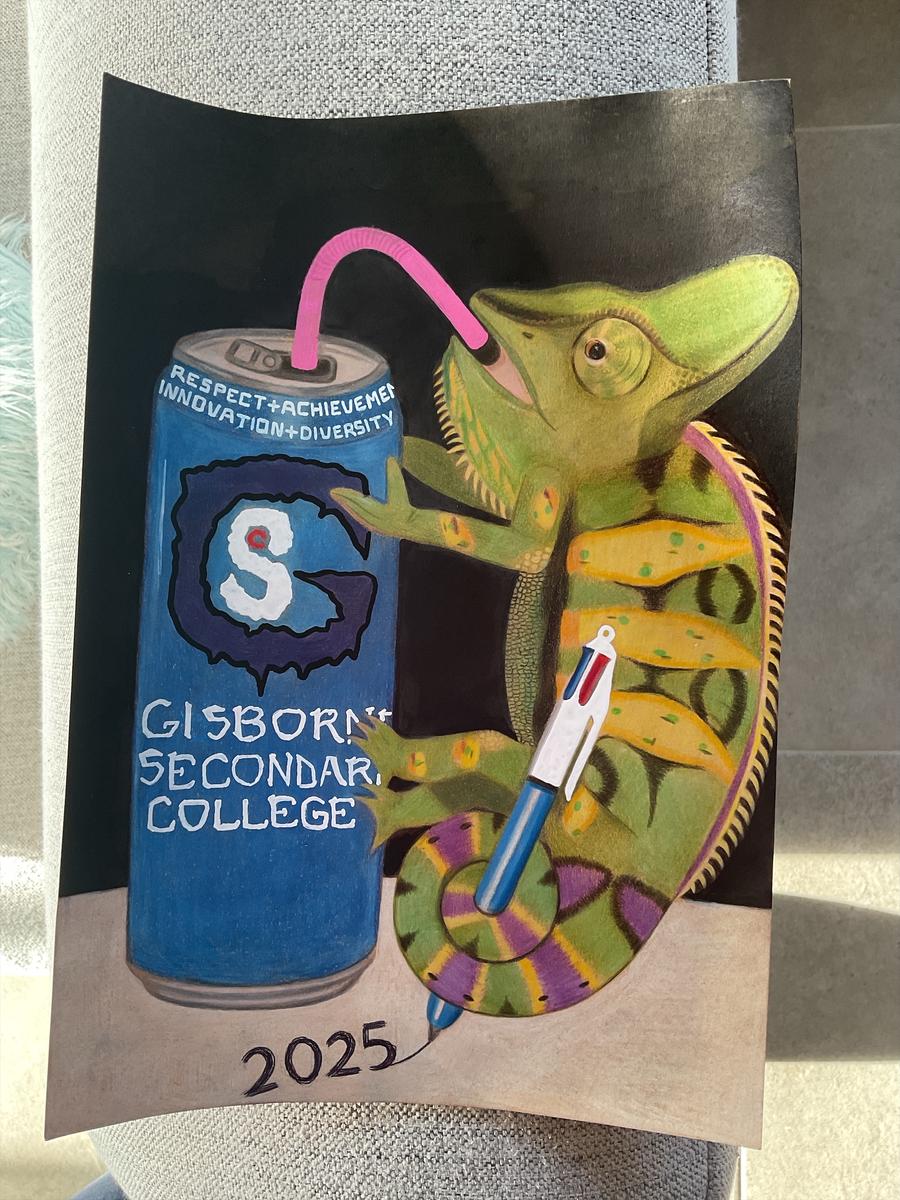 RESPECT+ACHIEVEMEN
INNOVATION+DIVERSITY
G
S
GISBORN
SECONDAR
COLLEGE
2025